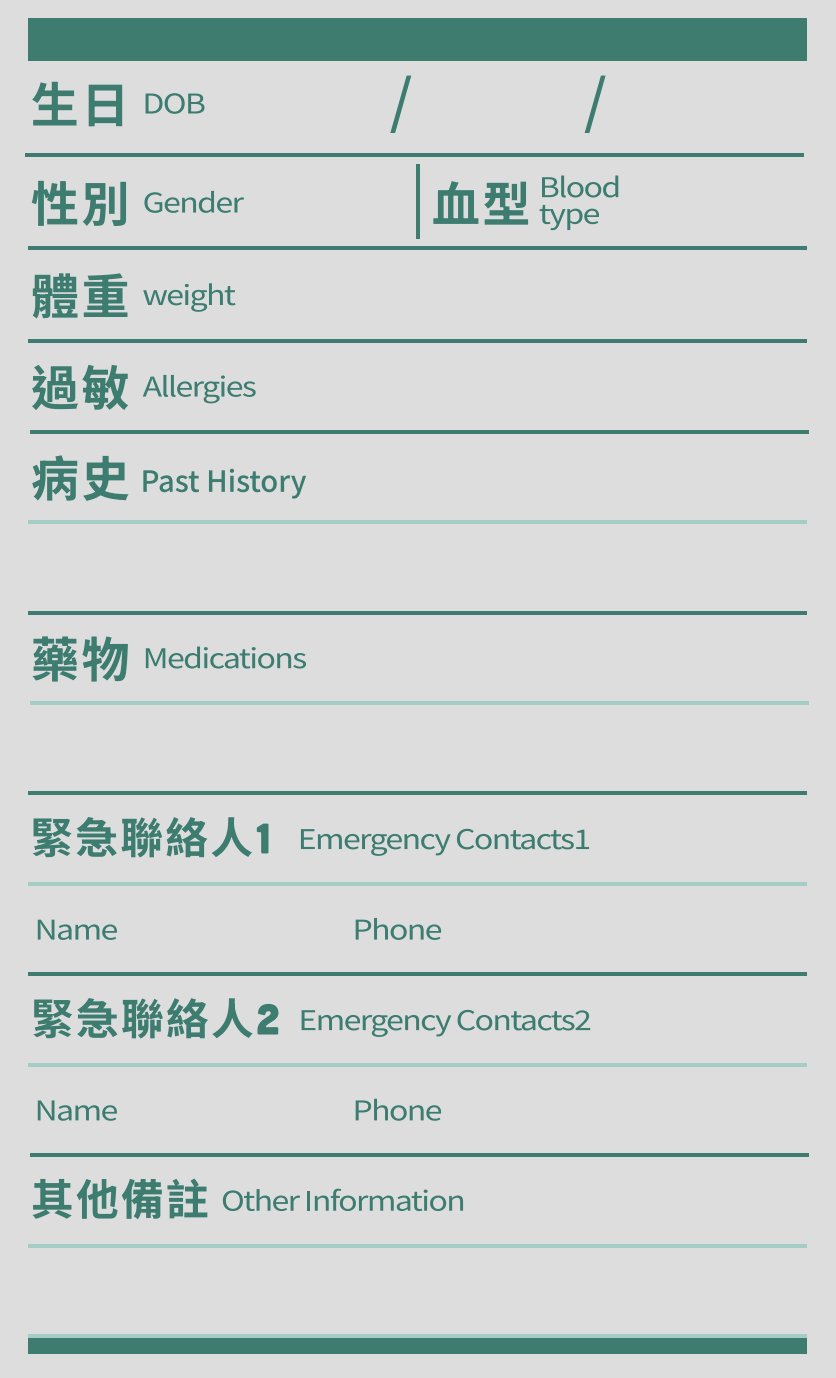 生日 DOB / /
性別 Gender 血型 Blood type
體重 weight
過敏 Allergies
病史 Past History
藥物 Medications
緊急聯絡人1 Emergency Contacts1
Name Phone
緊急聯絡人2 Emergency Contacts2
Name Phone
其他備註 Other Information